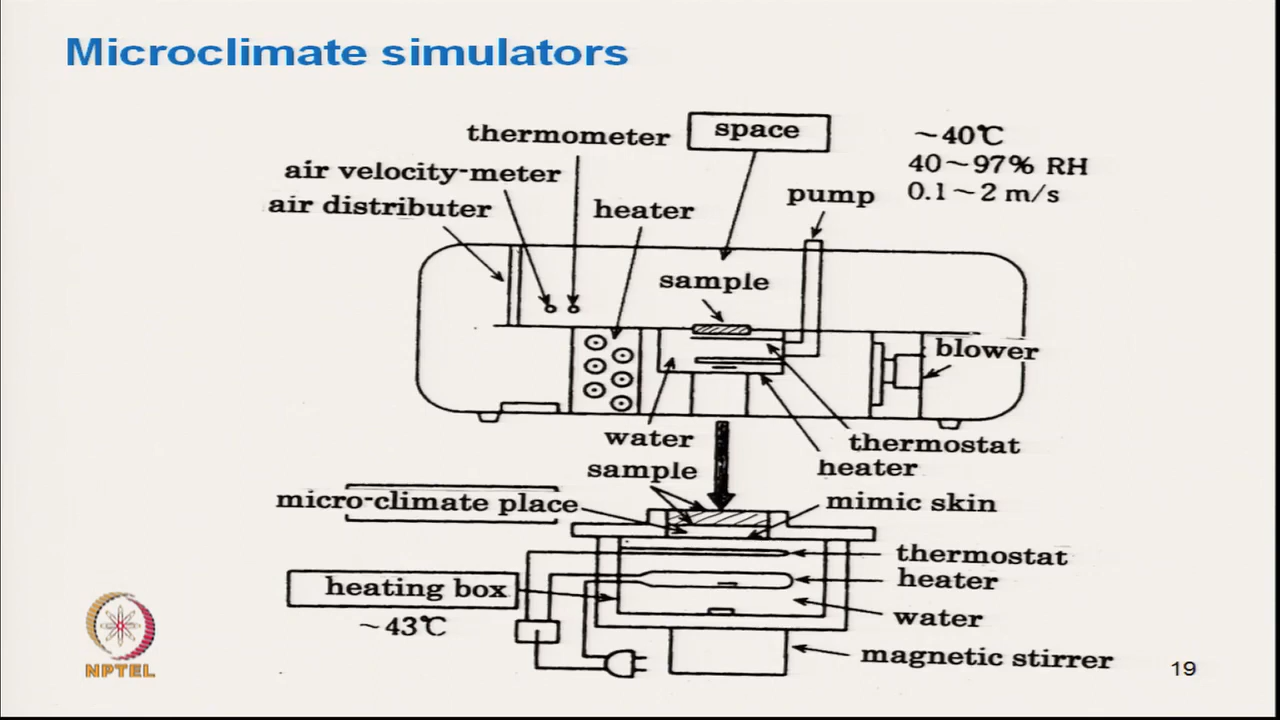 Microclimate simulators
thermometer
space
~40℃
40~97% RH
0.1~2 m/s
air velocity-meter
air distributer
heater
pump
sample
blower
water
thermostat
heater
sample
micro-climate place
mimic skin
thermostat
heating box
heater
~43℃
water
magnetic stirrer
NPTEL
19